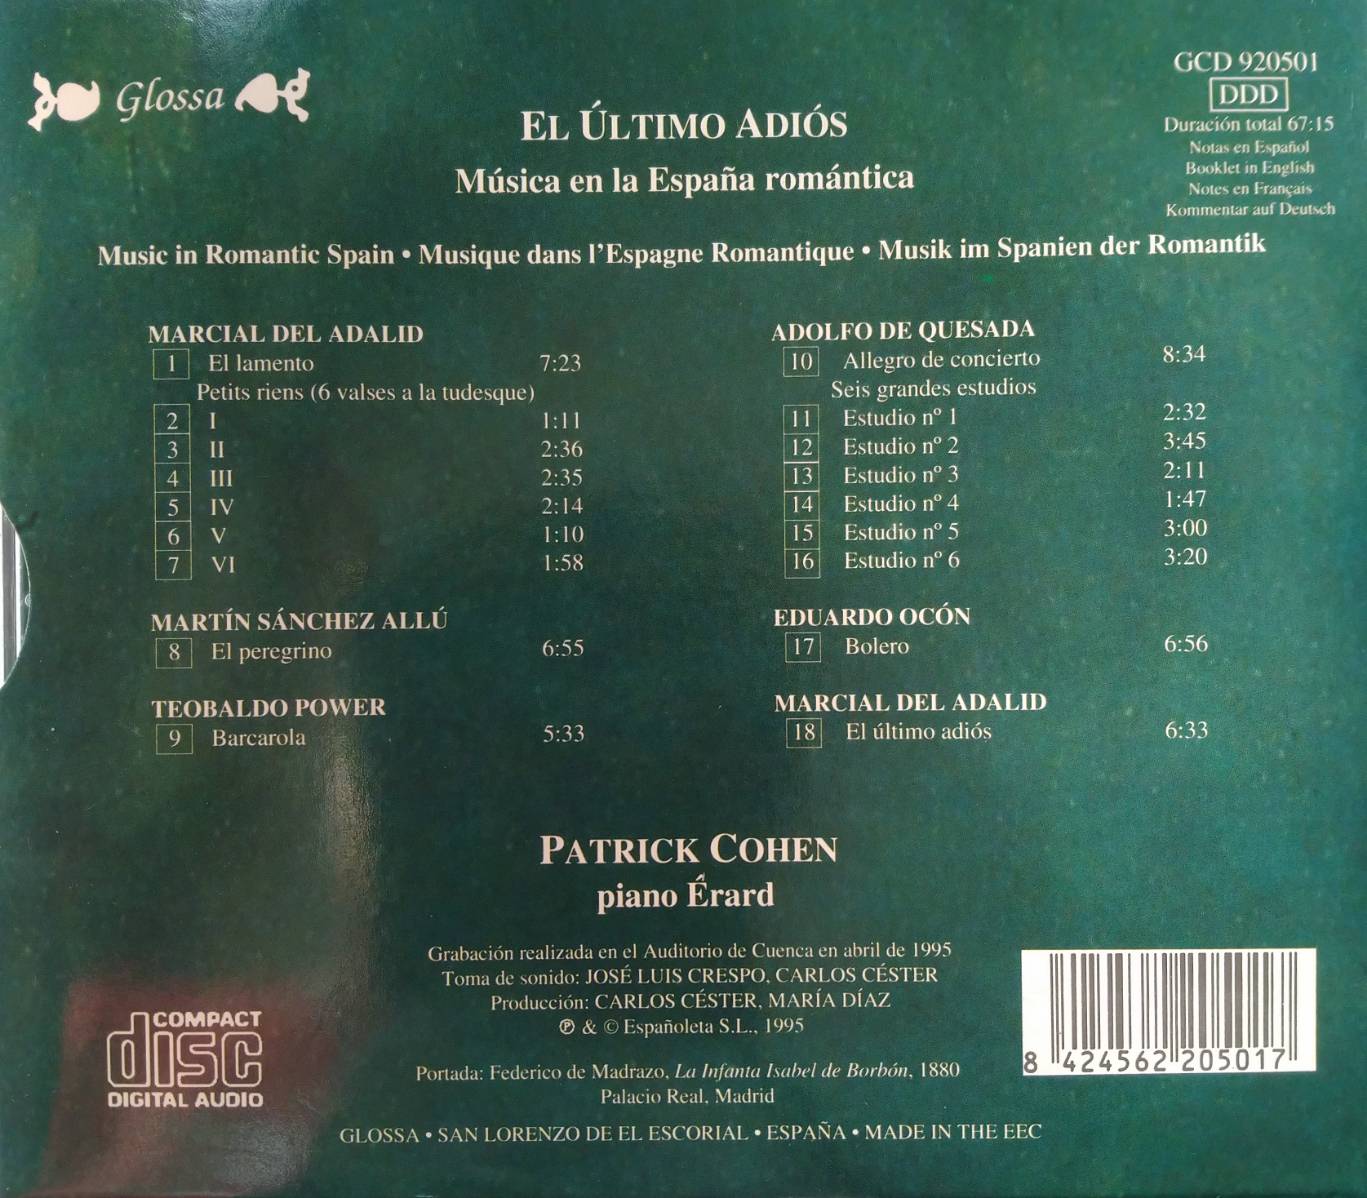 Glossa
GCD 920501
DDD
Duración total 67:15
Notas en Español
Booklet in English
Notes en Français
Kommentar auf Deutsch
EL ÚLTIMO ADIÓS
Música en la España romántica
Music in Romantic Spain • Musique dans l'Espagne Romantique • Musik im Spanien der Romantik
MARCIAL DEL ADALID
1 El lamento 7:23
Petits riens (6 valses a la tudesque)
2 I 1:11
3 II 2:36
4 III 2:35
5 IV 2:14
6 V 1:10
7 VI 1:58
MARTÍN SÁNCHEZ ALLÚ
8 El peregrino 6:55
TEOBALDO POWER
9 Barcarola 5:33
ADOLFO DE QUESADA
10 Allegro de concierto 8:34
Seis grandes estudios
11 Estudio nº 1 2:32
12 Estudio nº 2 3:45
13 Estudio nº 3 2:11
14 Estudio nº 4 1:47
15 Estudio nº 5 3:00
16 Estudio nº 6 3:20
EDUARDO OCÓN
17 Bolero 6:56
MARCIAL DEL ADALID
18 El último adiós 6:33
PATRICK COHEN
piano Êrard
Grabación realizada en el Auditorio de Cuenca en abril de 1995
Toma de sonido: JOSÉ LUIS CRESPO, CARLOS CÉSTER
Producción: CARLOS CÉSTER, MARÍA DÍAZ
℗ & © Españoleta S.L., 1995
Portada: Federico de Madrazo, La Infanta Isabel de Borbón, 1880
Palacio Real, Madrid
GLOSSA • SAN LORENZO DE EL ESCORIAL • ESPAÑA • MADE IN THE EEC
COMPACT
disc
DIGITAL AUDIO
8 424562 205017